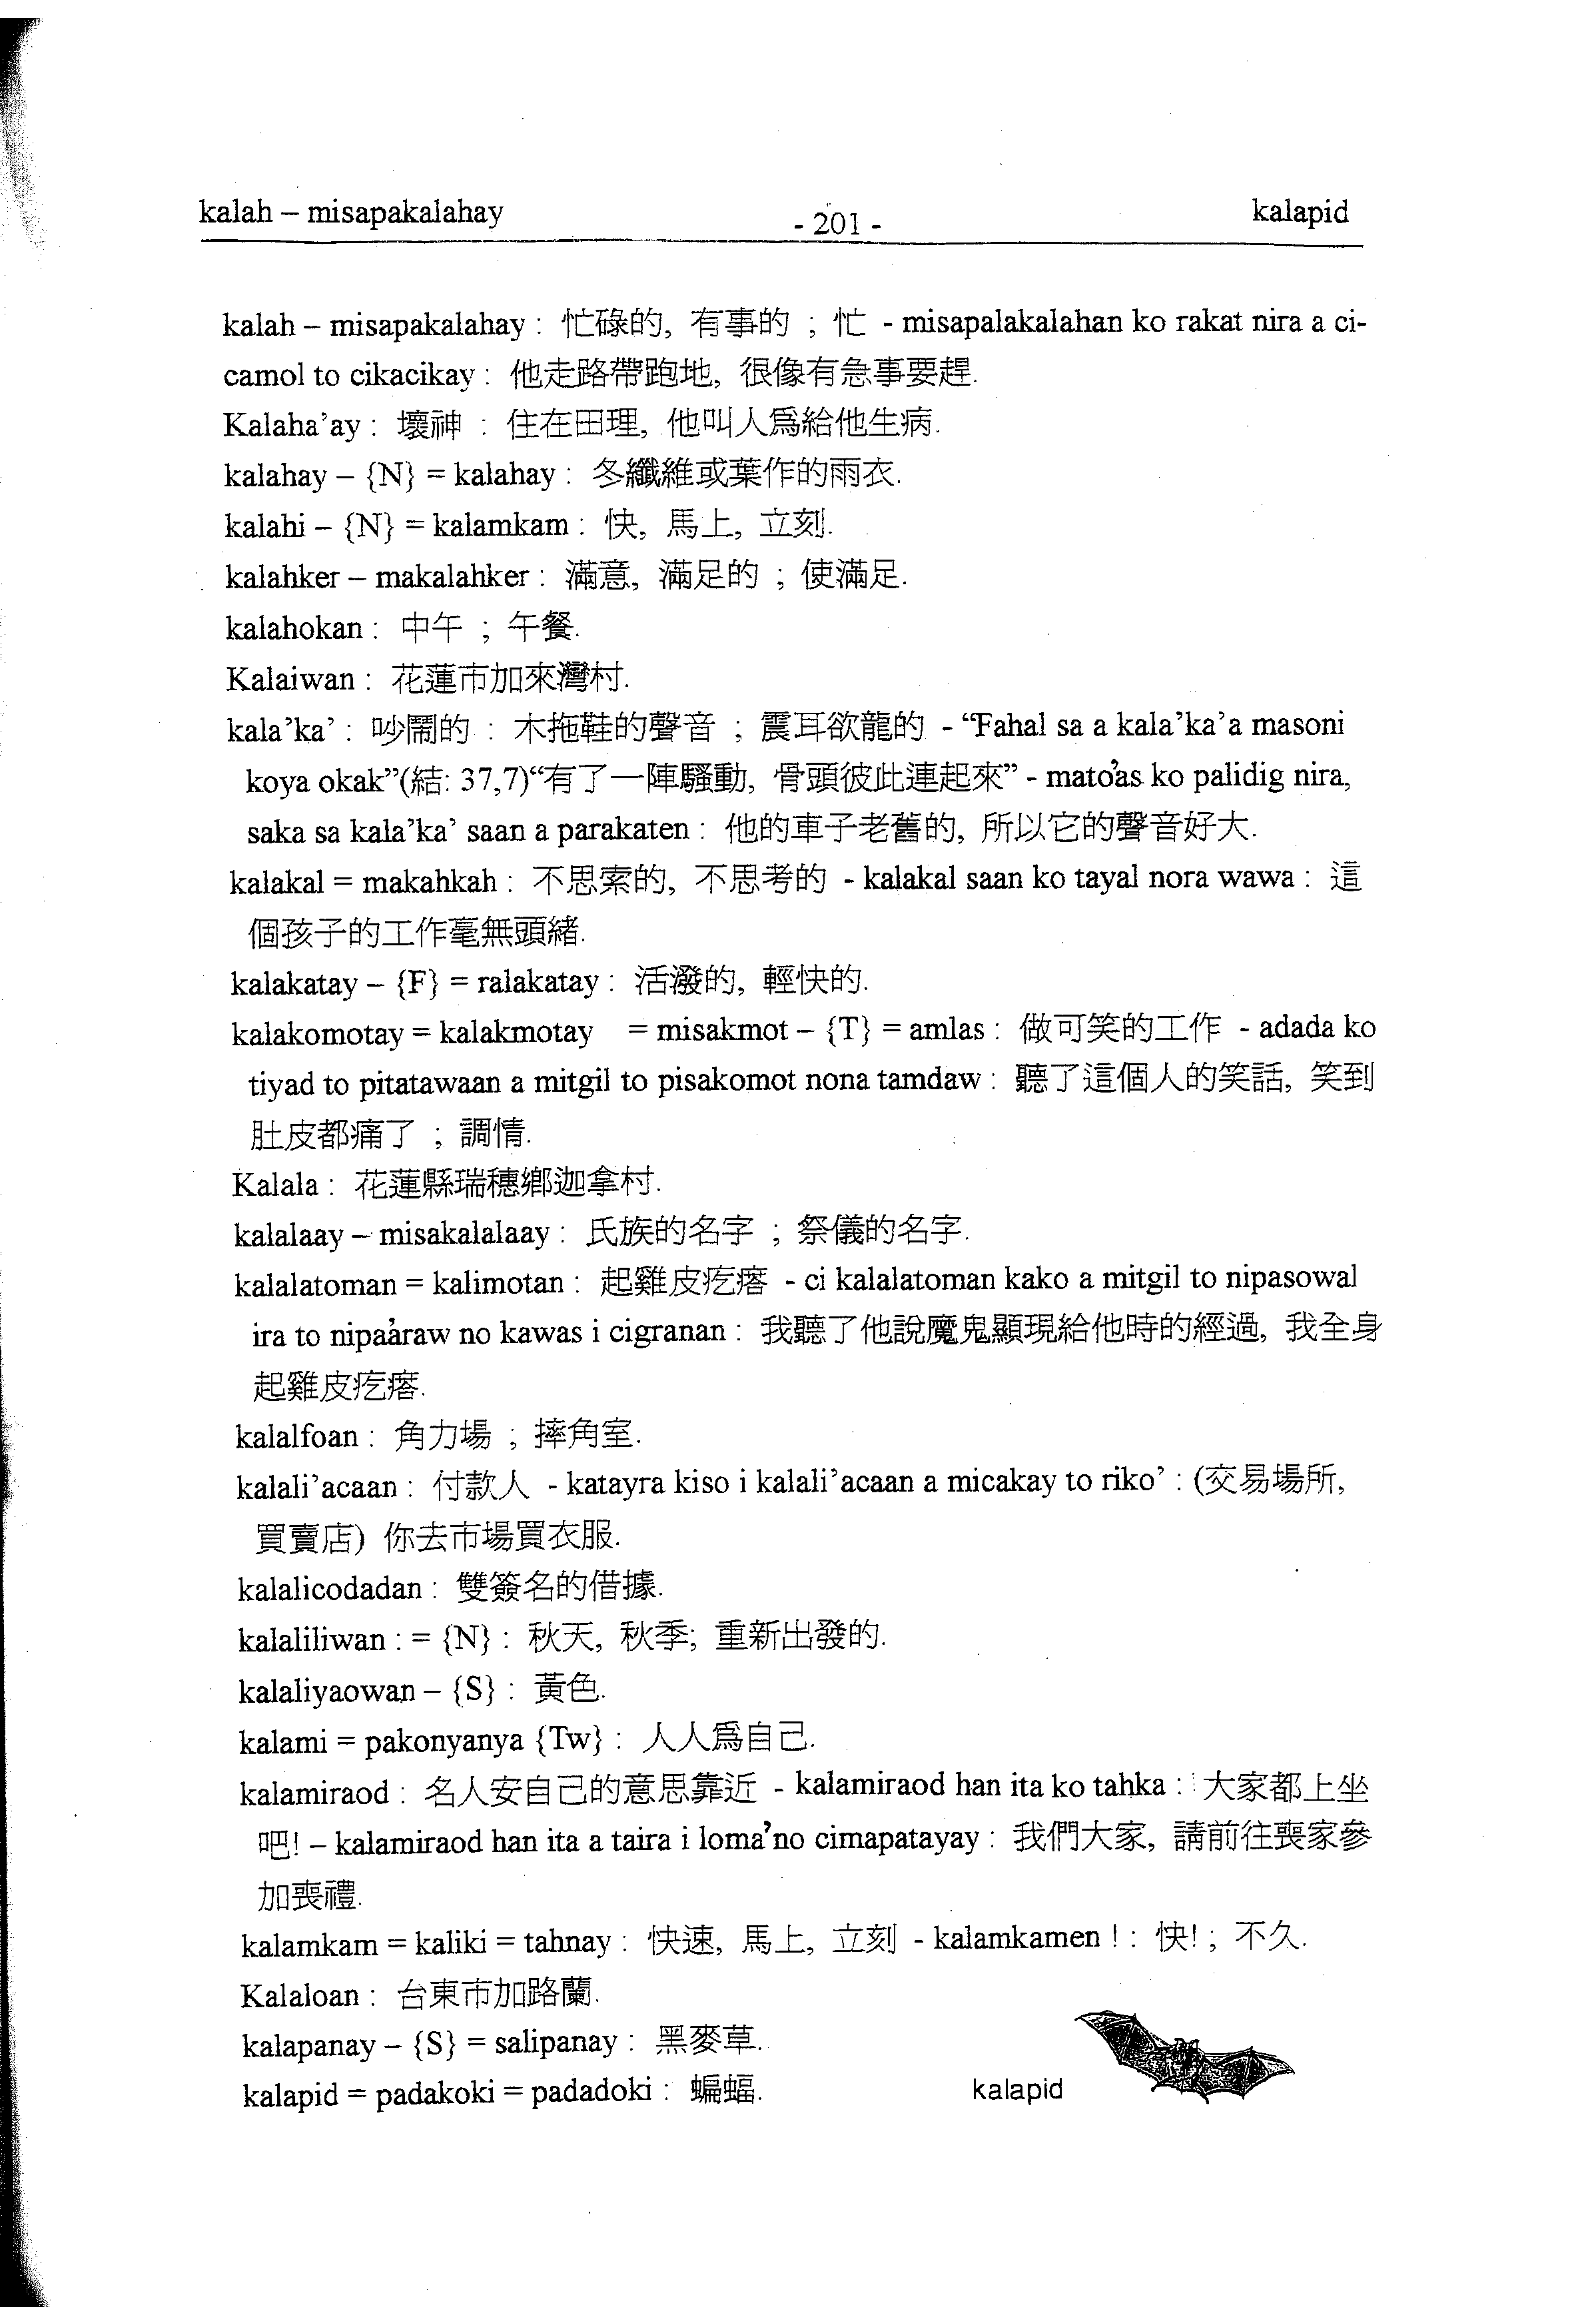 kalah – misapakalahay - 201 - kalapid
kalah – misapakalahay : 忙碌的, 有事的 ; 忙 - misapalakalahan ko rakat nira a ci-
camol to cikacikay : 他走路帶跑地, 很像有急事要趕.
Kalaha’ay : 壞神 : 住在田理, 他叫人爲給他生病.
kalahay – {N} = kalahay : 冬纖維或葉作的雨衣.
kalahi – {N} = kalamkam : 快, 馬上, 立刻.
kalahker – makalahker : 滿意, 滿足的 ; 使滿足.
kalahokan : 中午 ; 午餐.
Kalaiwan : 花蓮市加來灣村.
kala’ka’ : 吵鬧的 : 木拖鞋的聲音 ; 震耳欲龍的 - “Fahal sa a kala’ka’a masoni
koya okak”(結: 37,7)“有了一陣騷動, 骨頭彼此連起來” - mato’as ko palidig nira,
saka sa kala’ka’ saan a parakaten : 他的車子老舊的, 所以它的聲音好大.
kalakal = makahkah : 不思索的, 不思考的 - kalakal saan ko tayal nora wawa : 這
個孩子的工作毫無頭緒.
kalakatay – {F} = ralakatay : 活潑的, 輕快的.
kalakomotay = kalakmotay = misakmot – {T} = amlas : 做可笑的工作 - adada ko
tiyad to pitatawaan a mitgil to pisakomot nona tamdaw : 聽了這個人的笑話, 笑到
肚皮都痛了 ; 調情.
Kalala : 花蓮縣瑞穗鄉迦拿村.
kalalaay – misakalalaay : 氏族的名字 ; 祭儀的名字.
kalalatoman = kalimotan : 起雞皮疙瘩 - ci kalalatoman kako a mitgil to nipasowal
ira to nipa’araw no kawas i cigranan : 我聽了他說魔鬼顯現給他時的經過, 我全身
起雞皮疙瘩.
kalalfoan : 角力場 ; 摔角室.
kalali’acaan : 付款人 - katayra kiso i kalali’acaan a micakay to riko’ : (交易場所,
買賣店) 你去市場買衣服.
kalalicodadan : 雙簽名的借據.
kalaliliwan : = {N} : 秋天, 秋季; 重新出發的.
kalaliyaowan – {S} : 黃色.
kalami = pakonyanya {Tw} : 人人爲自己.
kalamiraod : 名人安自己的意思靠近 - kalamiraod han ita ko tahka : 大家都上坐
吧! – kalamiraod han ita a taira i loma’no cimapatayay : 我們大家, 請前往喪家參
加喪禮.
kalamkam = kaliki = tahnay : 快速, 馬上, 立刻 - kalamkamen ! : 快! ; 不久.
Kalaloan : 台東市加路蘭.
kalapanay – {S} = salipanay : 黑麥草.
kalapid = padakoki = padadoki : 蝙蝠. kalapid